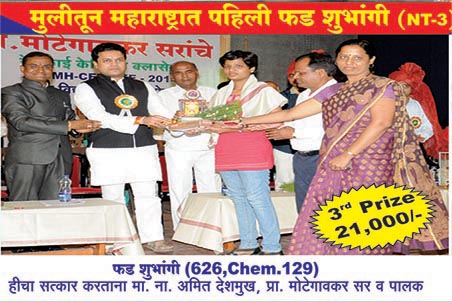 मुलीतून महाराष्ट्रात पहिली फड शुभांगी (NT-3)
.मोटेगावकर सरांचे
3rd Prize
21,000/-
फड शुभांगी (626,Chem.129)
हीचा सत्कार करताना मा. ना. अमित देशमुख, प्रा. मोटेगावकर सर व पालक